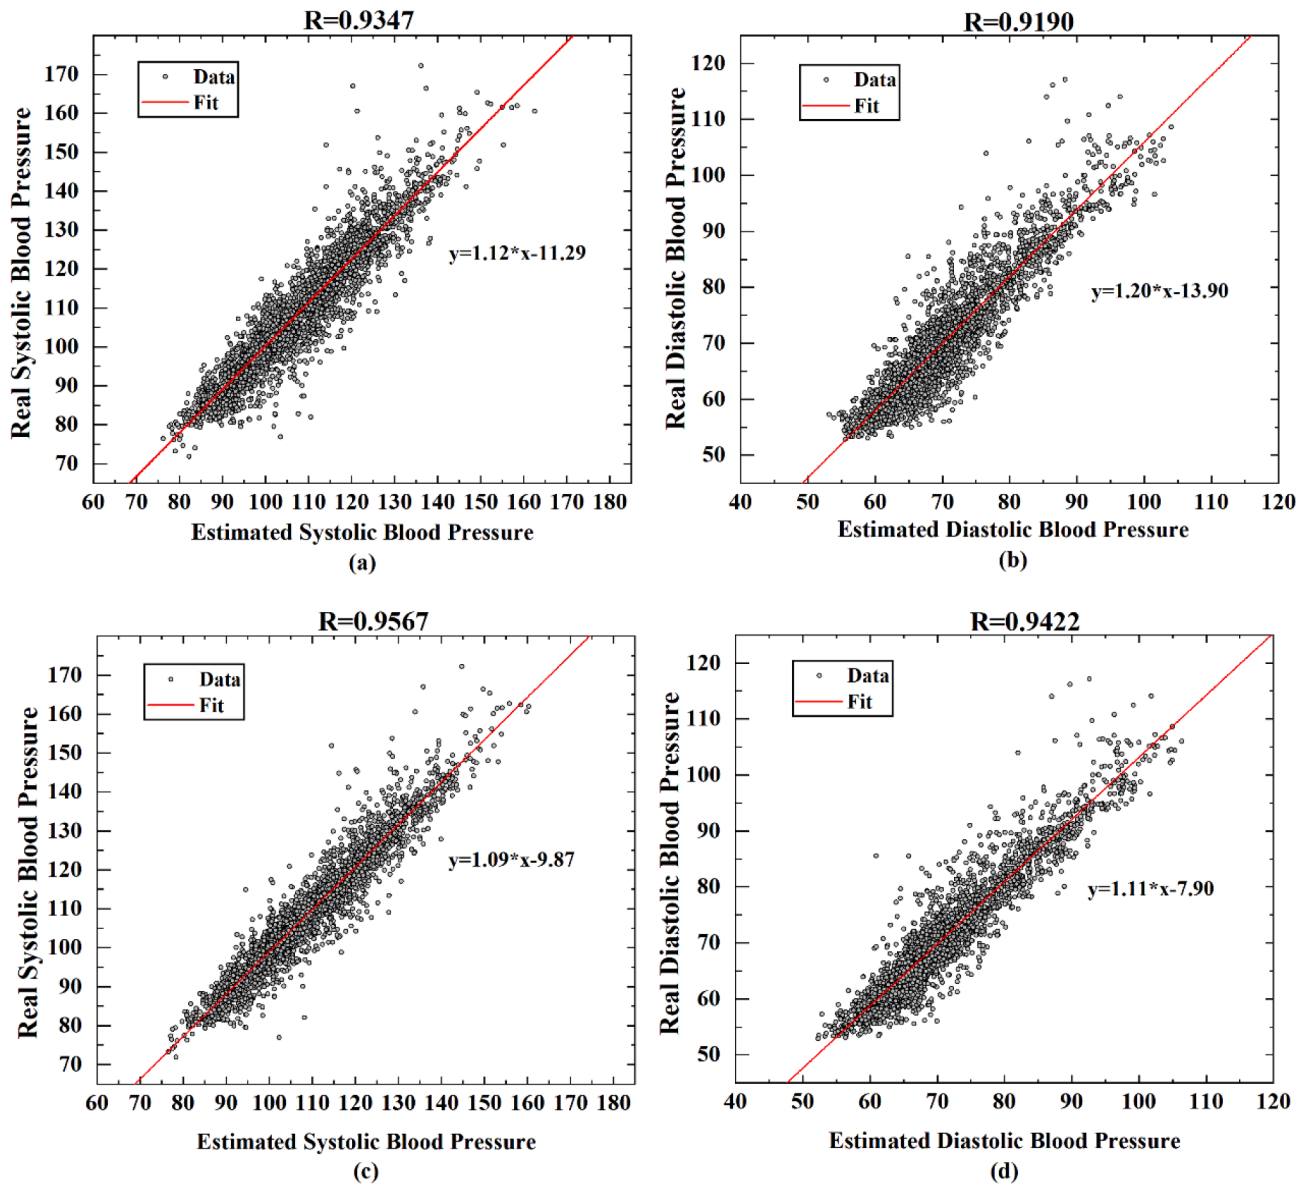 R=0.9347
Data
Fit
y=1.12*x-11.29
Real Systolic Blood Pressure
170
160
150
140
130
120
110
100
90
80
70
60 70 80 90 100 110 120 130 140 150 160 170 180
Estimated Systolic Blood Pressure
(a)
R=0.9190
Data
Fit
y=1.20*x-13.90
Real Diastolic Blood Pressure
120
110
100
90
80
70
60
50
40 50 60 70 80 90 100 110 120
Estimated Diastolic Blood Pressure
(b)
R=0.9567
Data
Fit
y=1.09*x-9.87
Real Systolic Blood Pressure
170
160
150
140
130
120
110
100
90
80
70
60 70 80 90 100 110 120 130 140 150 160 170 180
Estimated Systolic Blood Pressure
(c)
R=0.9422
Data
Fit
y=1.11*x-7.90
Real Diastolic Blood Pressure
120
110
100
90
80
70
60
50
40 50 60 70 80 90 100 110 120
Estimated Diastolic Blood Pressure
(d)